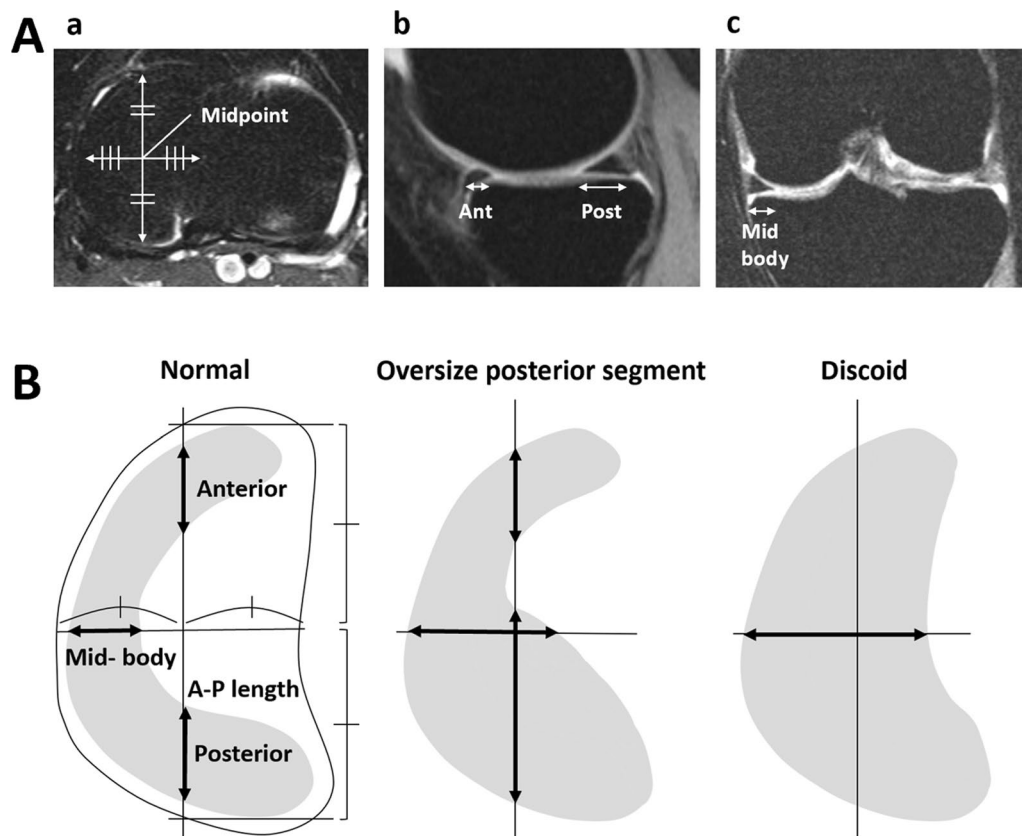 A
a
b
c
Midpoint
Ant
Post
Mid
body
B
Normal
Oversize posterior segment
Discoid
Anterior
Mid- body
A-P length
Posterior